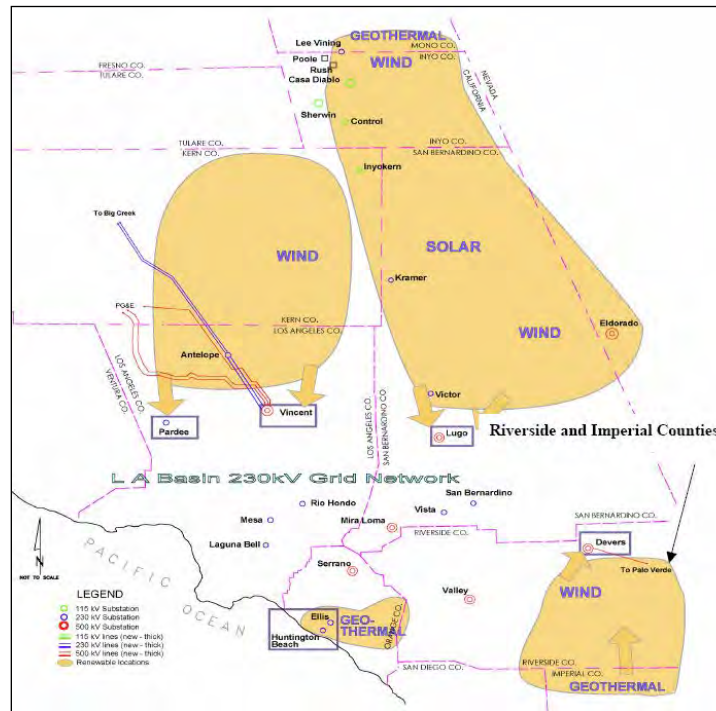 GEOTHERMAL
Lee Vining
MONO CO.
INYO CO.
Poole
Rush
WIND
Casa Diablo
FRESNO CO.
TULARE CO.
NEVADA
CALIFORNIA
Sherwin
Control
TULARE CO.
KERN CO.
INYO CO.
SAN BERNARDINO CO.
Inyokern
To Big Creek
WIND
SOLAR
Kramer
PG&E
KERN CO.
LOS ANGELES CO.
WIND
Eldorado
Antelope
LOS ANGELES CO.
VENTURA CO.
Pardee
Vincent
Victor
Lugo
LOS ANGELES CO.
SAN BERNARDINO CO.
Riverside and Imperial Counties
L A Basin 230kV Grid Network
Rio Hondo
San Bernardino
Mesa
Vista
Mira Loma
SAN BERNARDINO CO.
RIVERSIDE CO.
Laguna Bell
Devers
N
NOT TO SCALE
PACIFIC OCEAN
Serrano
Valley
To Palo Verde
WIND
LEGEND
115 kV Substation
230 kV Substation
500 kV Substation
115 kV lines (new - thick)
230 kV lines (new - thick)
500 kV lines (new - thick)
Renewable locations
Ellis
Huntington
Beach
GEO-
THERMAL
ORANGE CO.
SAN DIEGO CO.
RIVERSIDE CO.
IMPERIAL CO.
GEOTHERMAL